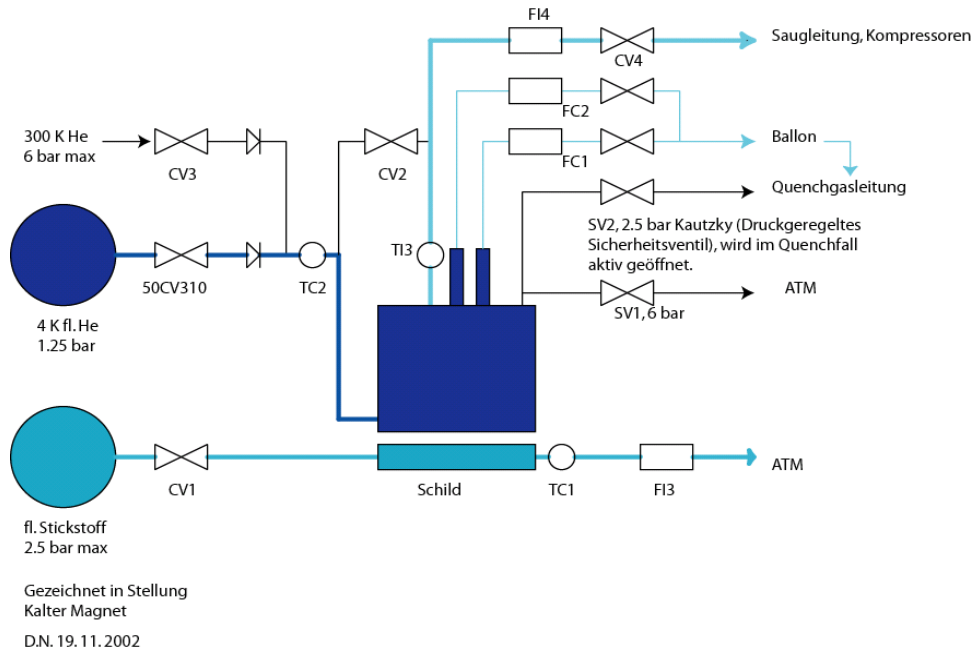 FI4
Saugleitung, Kompressoren
CV4
FC2
300 K He
6 bar max
CV3
CV2
FC1
Ballon
Quenchgasleitung
SV2, 2.5 bar Kautzky (Druckgeregeltes
Sicherheitsventil), wird im Quenchfall
aktiv geöffnet.
TI3
50CV310
TC2
ATM
SV1, 6 bar
4 K fl. He
1.25 bar
CV1
Schild
TC1
FI3
ATM
fl. Stickstoff
2.5 bar max
Gezeichnet in Stellung
Kalter Magnet
D.N. 19. 11. 2002